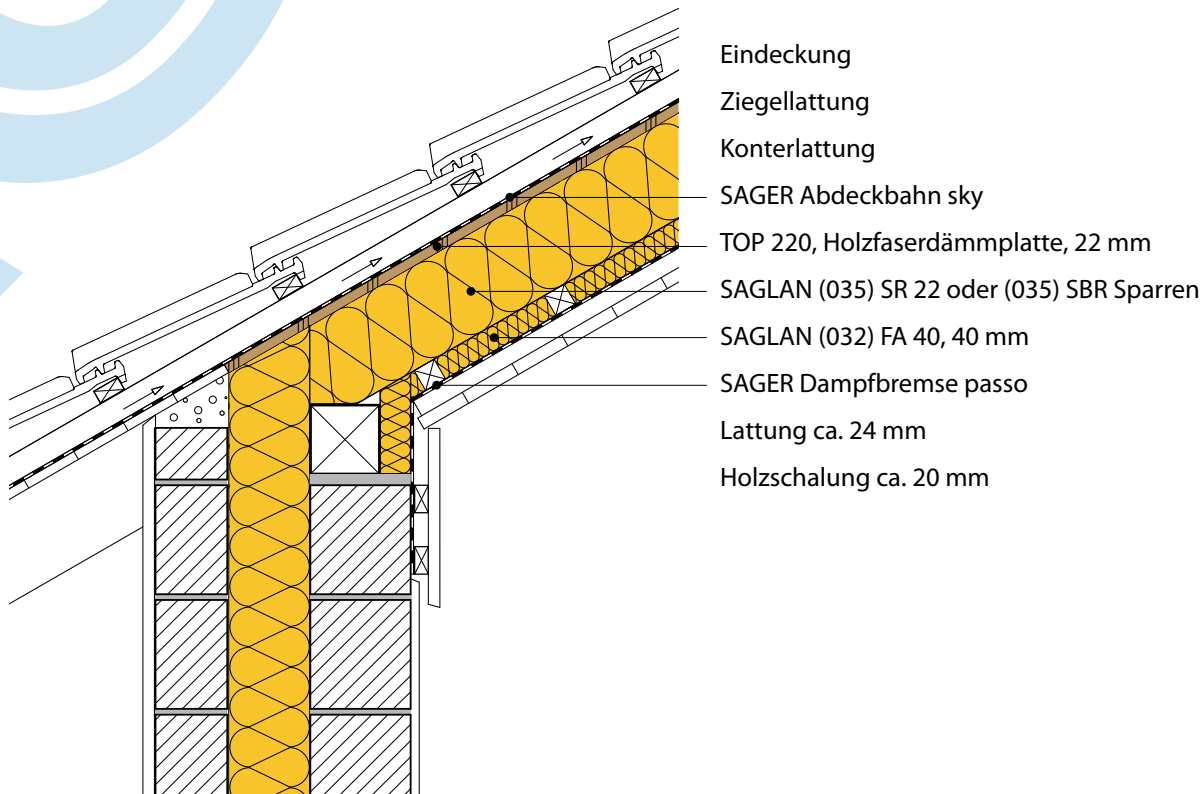 Eindeckung
Ziegellattung
Konterlattung
SAGER Abdeckbahn sky
TOP 220, Holzfaserdämmplatte, 22 mm
SAGLAN (035) SR 22 oder (035) SBR Sparren
SAGLAN (032) FA 40, 40 mm
SAGER Dampfbremse passo
Lattung ca. 24 mm
Holzschalung ca. 20 mm